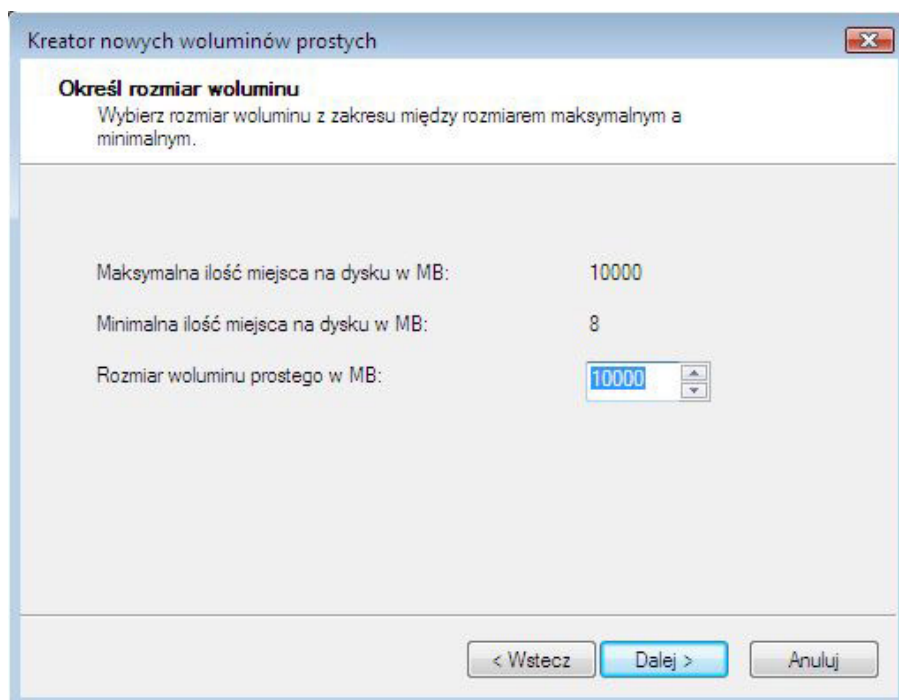 Kreator nowych woluminów prostych
Określ rozmiar woluminu
Wybierz rozmiar woluminu z zakresu między rozmiarem maksymalnym a
minimalnym.
Maksymalna ilość miejsca na dysku w MB: 10000
Minimalna ilość miejsca na dysku w MB: 8
Rozmiar woluminu prostego w MB: 10000
< Wstecz Dalej > Anuluj